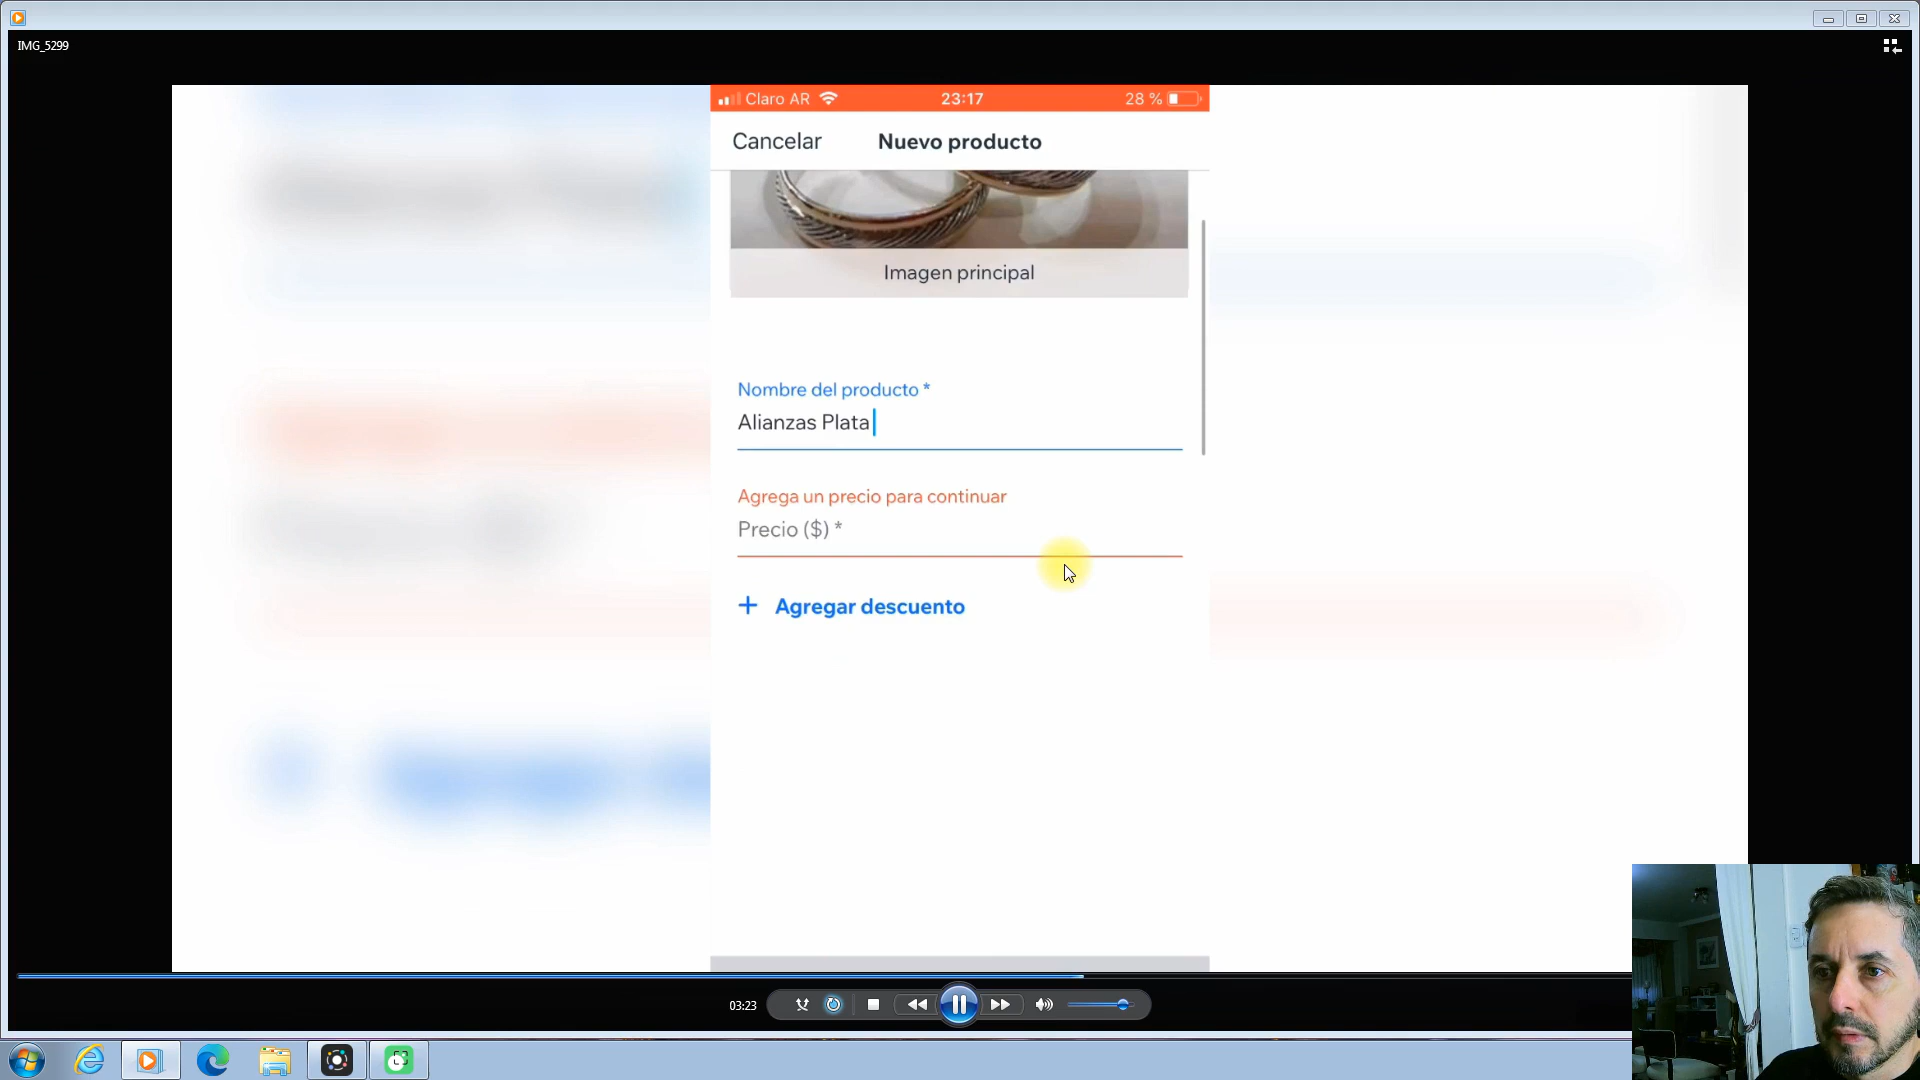 IMG_5299
Claro AR 23:17 28 %
Cancelar Nuevo producto
Imagen principal
Nombre del producto *
Alianzas Plata
Agrega un precio para continuar
Precio ($) *
+ Agregar descuento
03:23